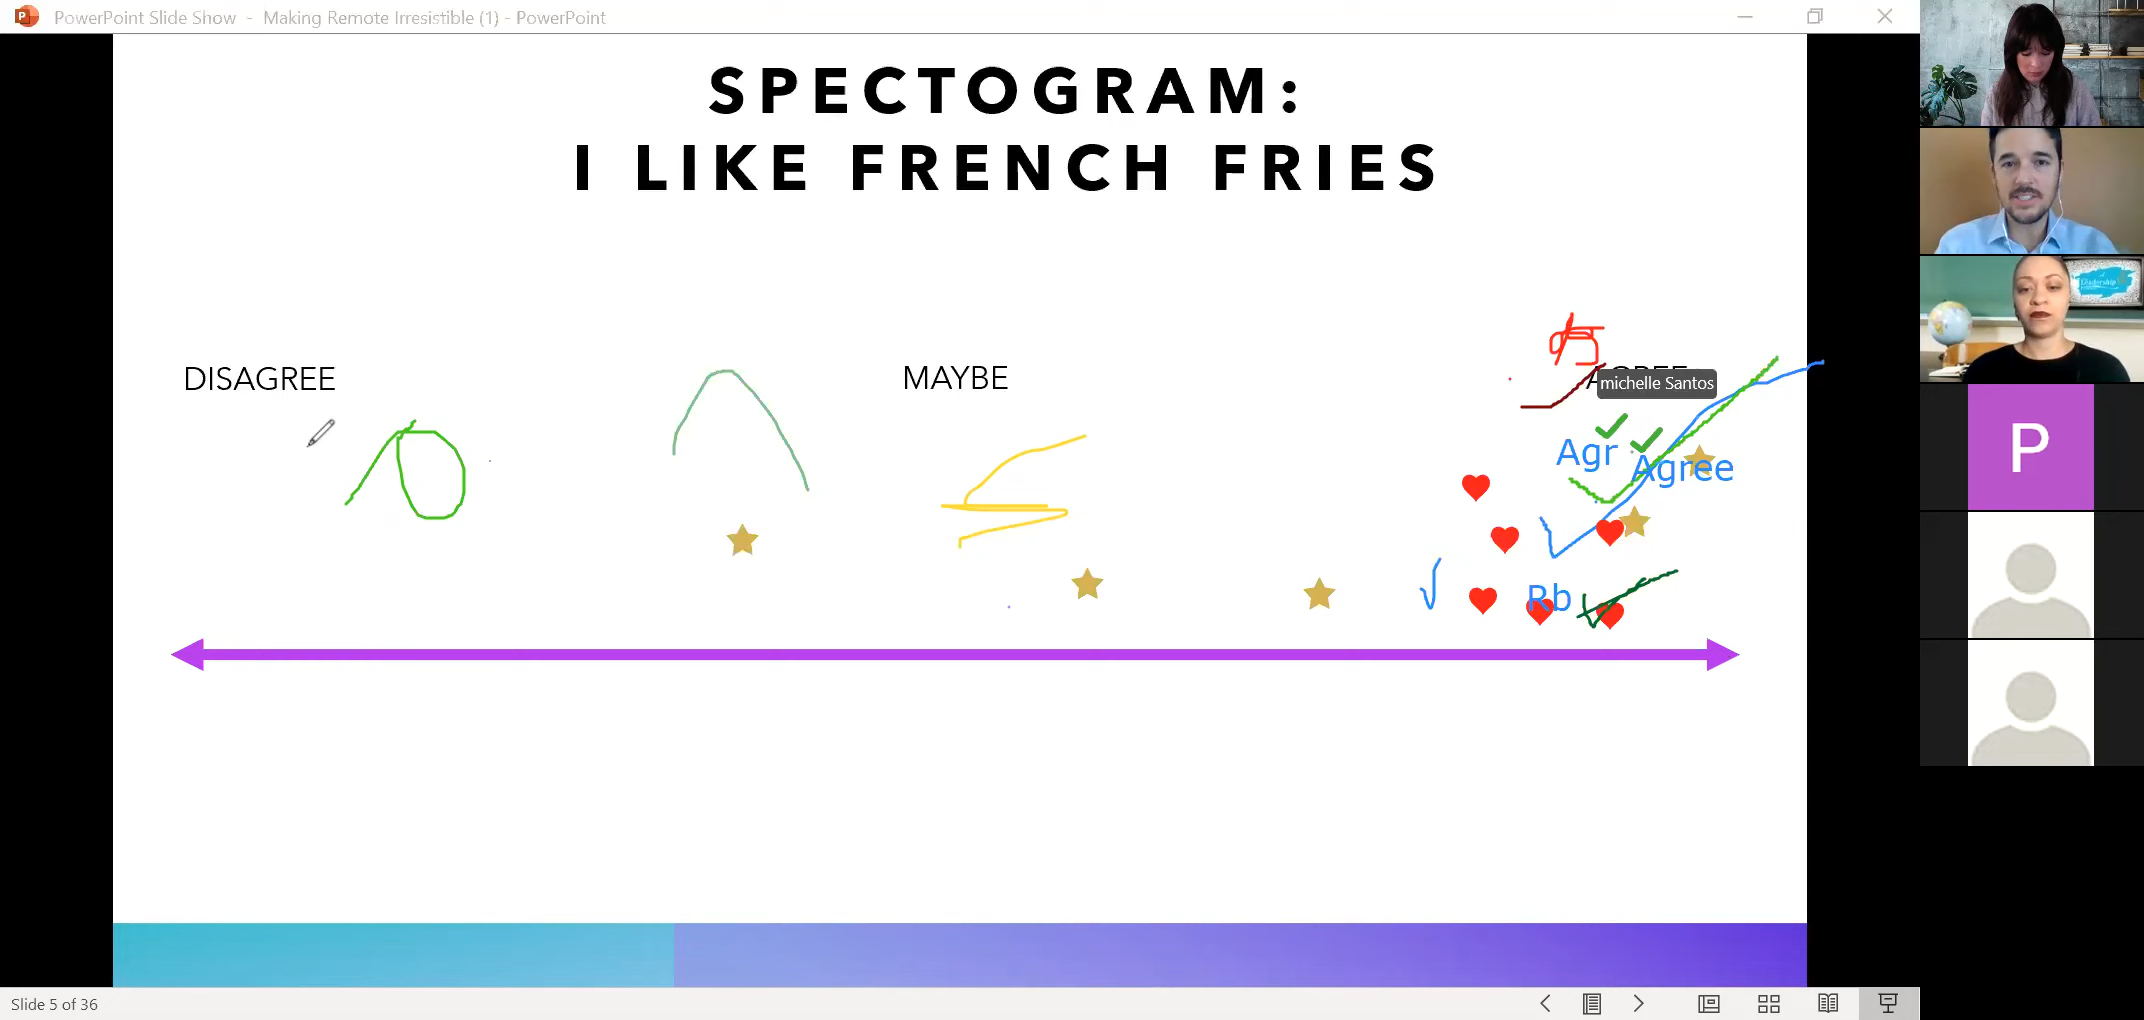 PowerPoint Slide Show - Making Remote Irresistible (1) - PowerPoint
SPECTOGRAM:
I LIKE FRENCH FRIES
DISAGREE
MAYBE
michelle Santos
Agr
Agree
Rb
P
Leadership
Slide 5 of 36